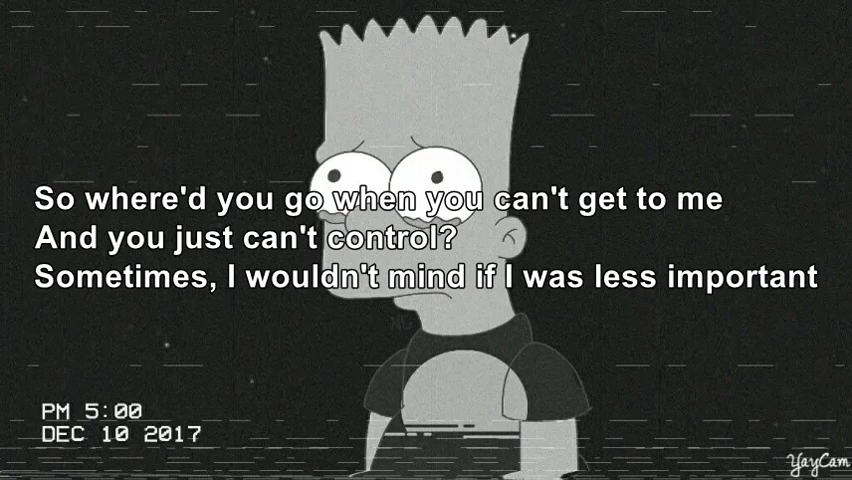 So where'd you go when you can't get to me
And you just can't control?
Sometimes, I wouldn't mind if I was less important
PM 5:00
DEC 10 2017
YayCam